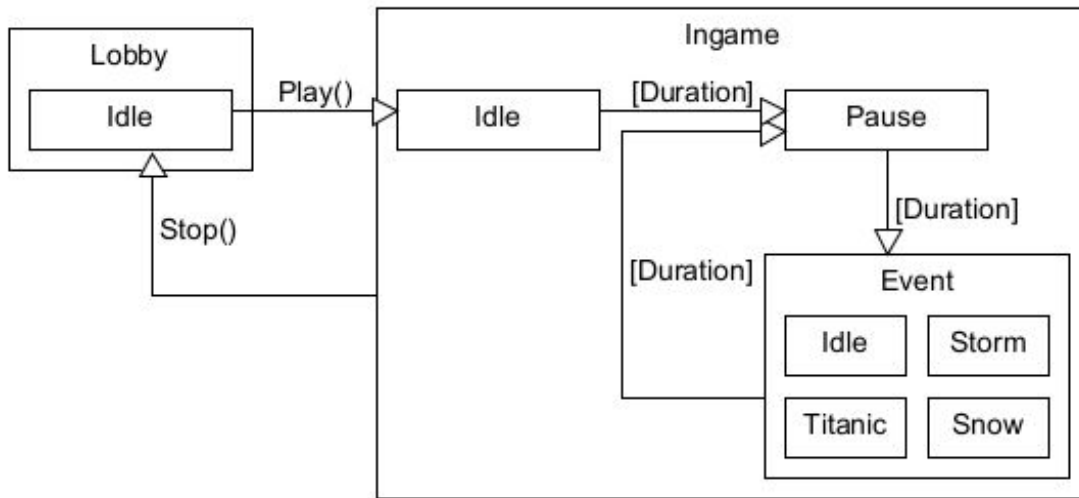 Ingame
Lobby
Idle
Play()
Idle
[Duration]
Pause
Stop()
[Duration]
[Duration]
Event
Idle
Storm
Titanic
Snow